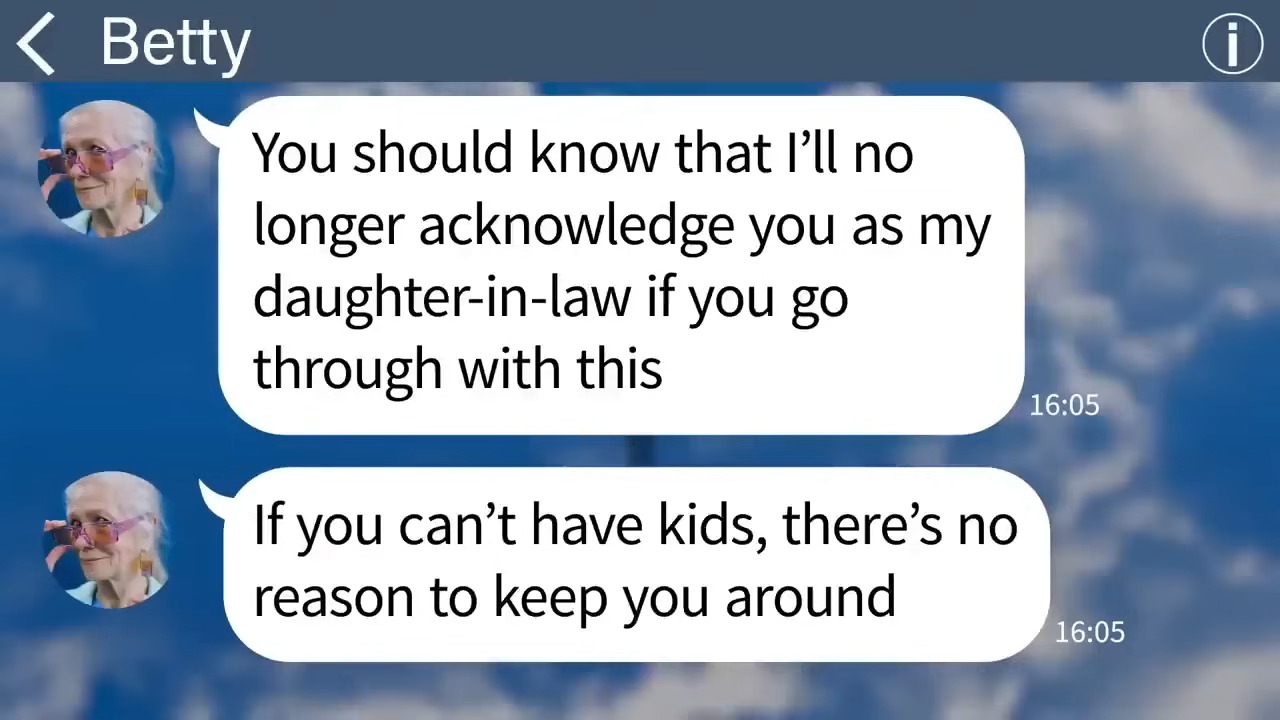 Betty
You should know that I’ll no
longer acknowledge you as my
daughter-in-law if you go
through with this
16:05
If you can’t have kids, there’s no
reason to keep you around
16:05